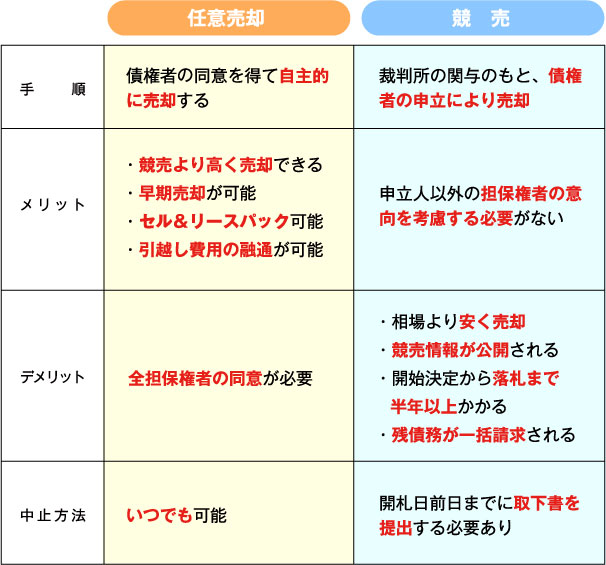 任意売却
競 売
手 順
債権者の同意を得て自主的
に売却する
裁判所の関与のもと、債権
者の申立により売却
メリット
・競売より高く売却できる
・早期売却が可能
・セル＆リースパック可能
・引越し費用の融通が可能
申立人以外の担保権者の意
向を考慮する必要がない
デメリット
全担保権者の同意が必要
・相場より安く売却
・競売情報が公開される
・開始決定から落札まで
半年以上かかる
・残債務が一括請求される
中止方法
いつでも可能
開札日前日までに取下書を
提出する必要あり